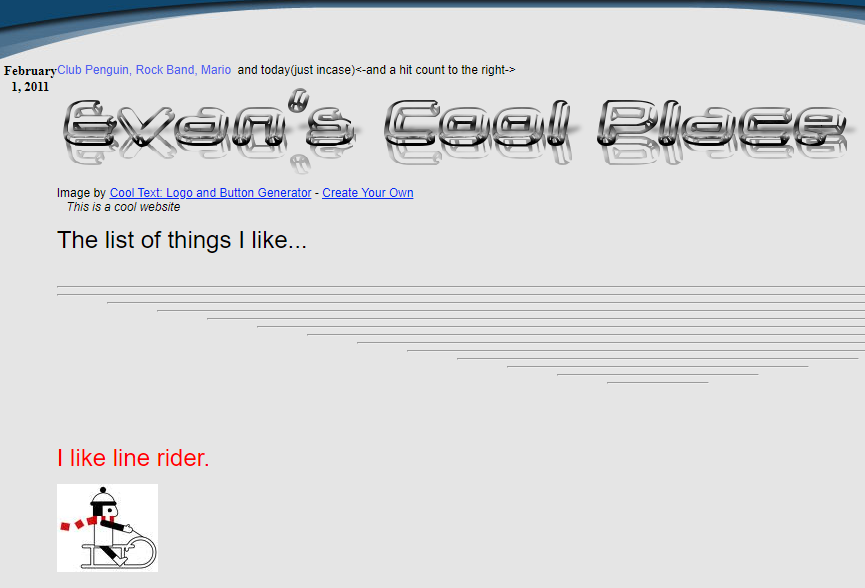 February
1, 2011
Club Penguin, Rock Band, Mario and today(just incase)<-and a hit count to the right->
Evan's Cool Place
Image by Cool Text: Logo and Button Generator - Create Your Own
This is a cool website
The list of things I like...
I like line rider.